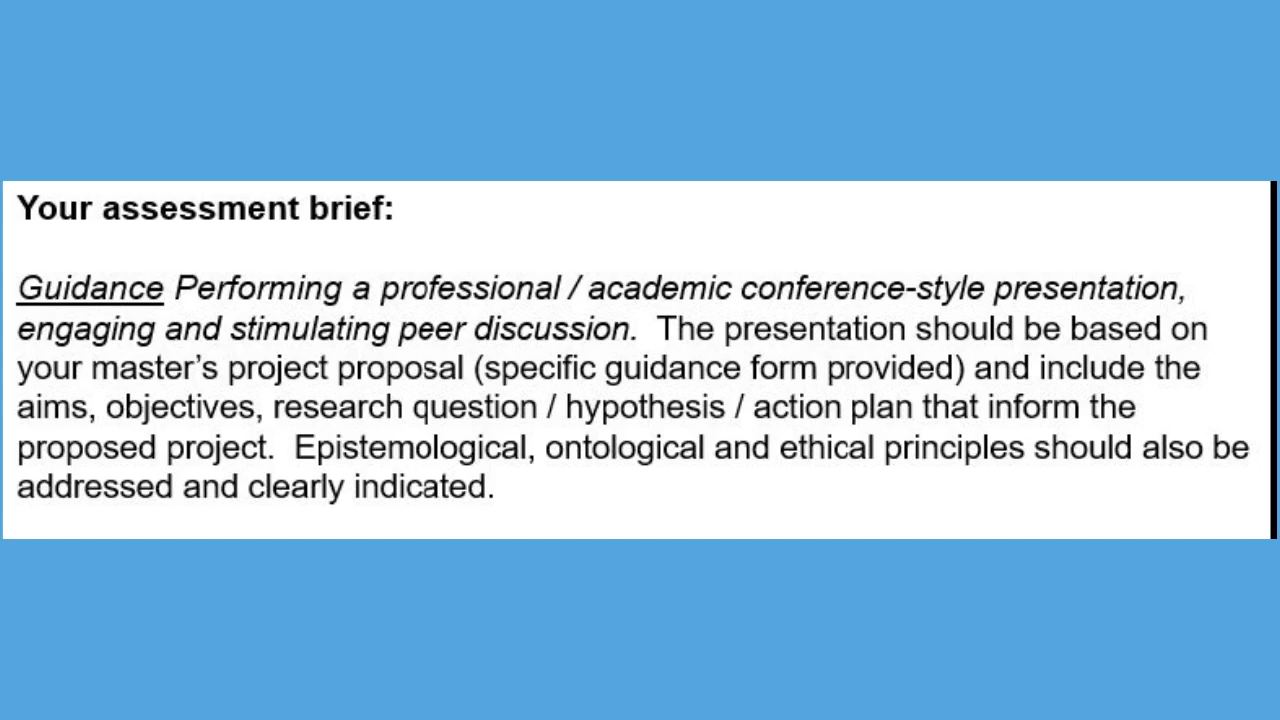 Your assessment brief:
Guidance Performing a professional / academic conference-style presentation,
engaging and stimulating peer discussion.  The presentation should be based on
your master’s project proposal (specific guidance form provided) and include the
aims, objectives, research question / hypothesis / action plan that inform the
proposed project.  Epistemological, ontological and ethical principles should also be
addressed and clearly indicated.